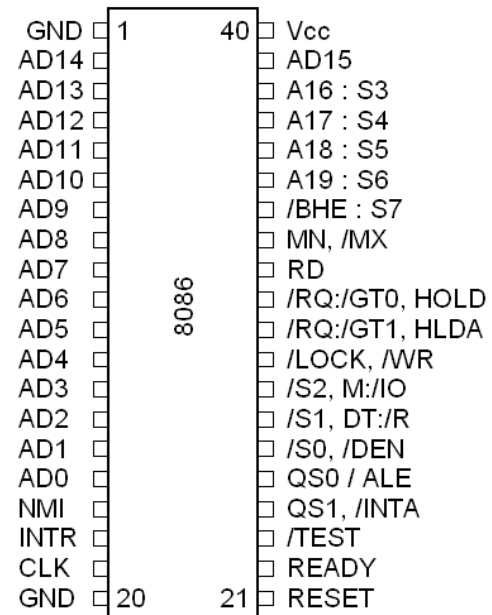 GND 1 40 Vcc
AD14 AD15
AD13 A16 : S3
AD12 A17 : S4
AD11 A18 : S5
AD10 A19 : S6
AD9 /BHE : S7
AD8 MN, /MX
AD7 RD
AD6 /RQ:/GT0, HOLD
AD5 /RQ:/GT1, HLDA
AD4 /LOCK, /WR
AD3 /S2, M:/IO
AD2 /S1, DT:/R
AD1 /S0, /DEN
AD0 QS0 / ALE
NMI QS1, /INTA
INTR /TEST
CLK READY
GND 20 21 RESET
8086